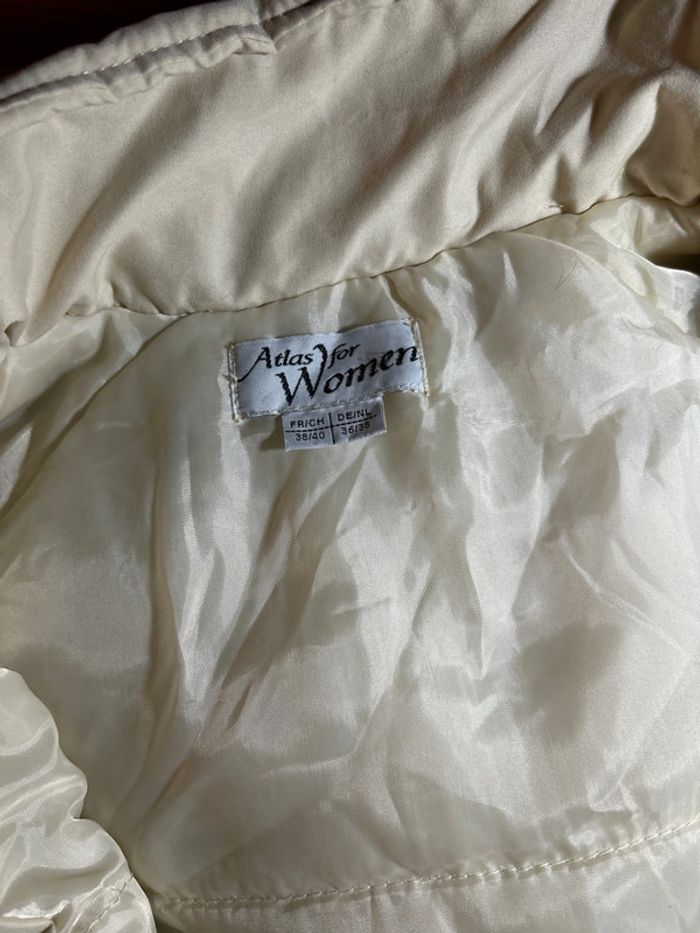 Atlas for
Women
FR/CH DE/NL
38/40 36/38